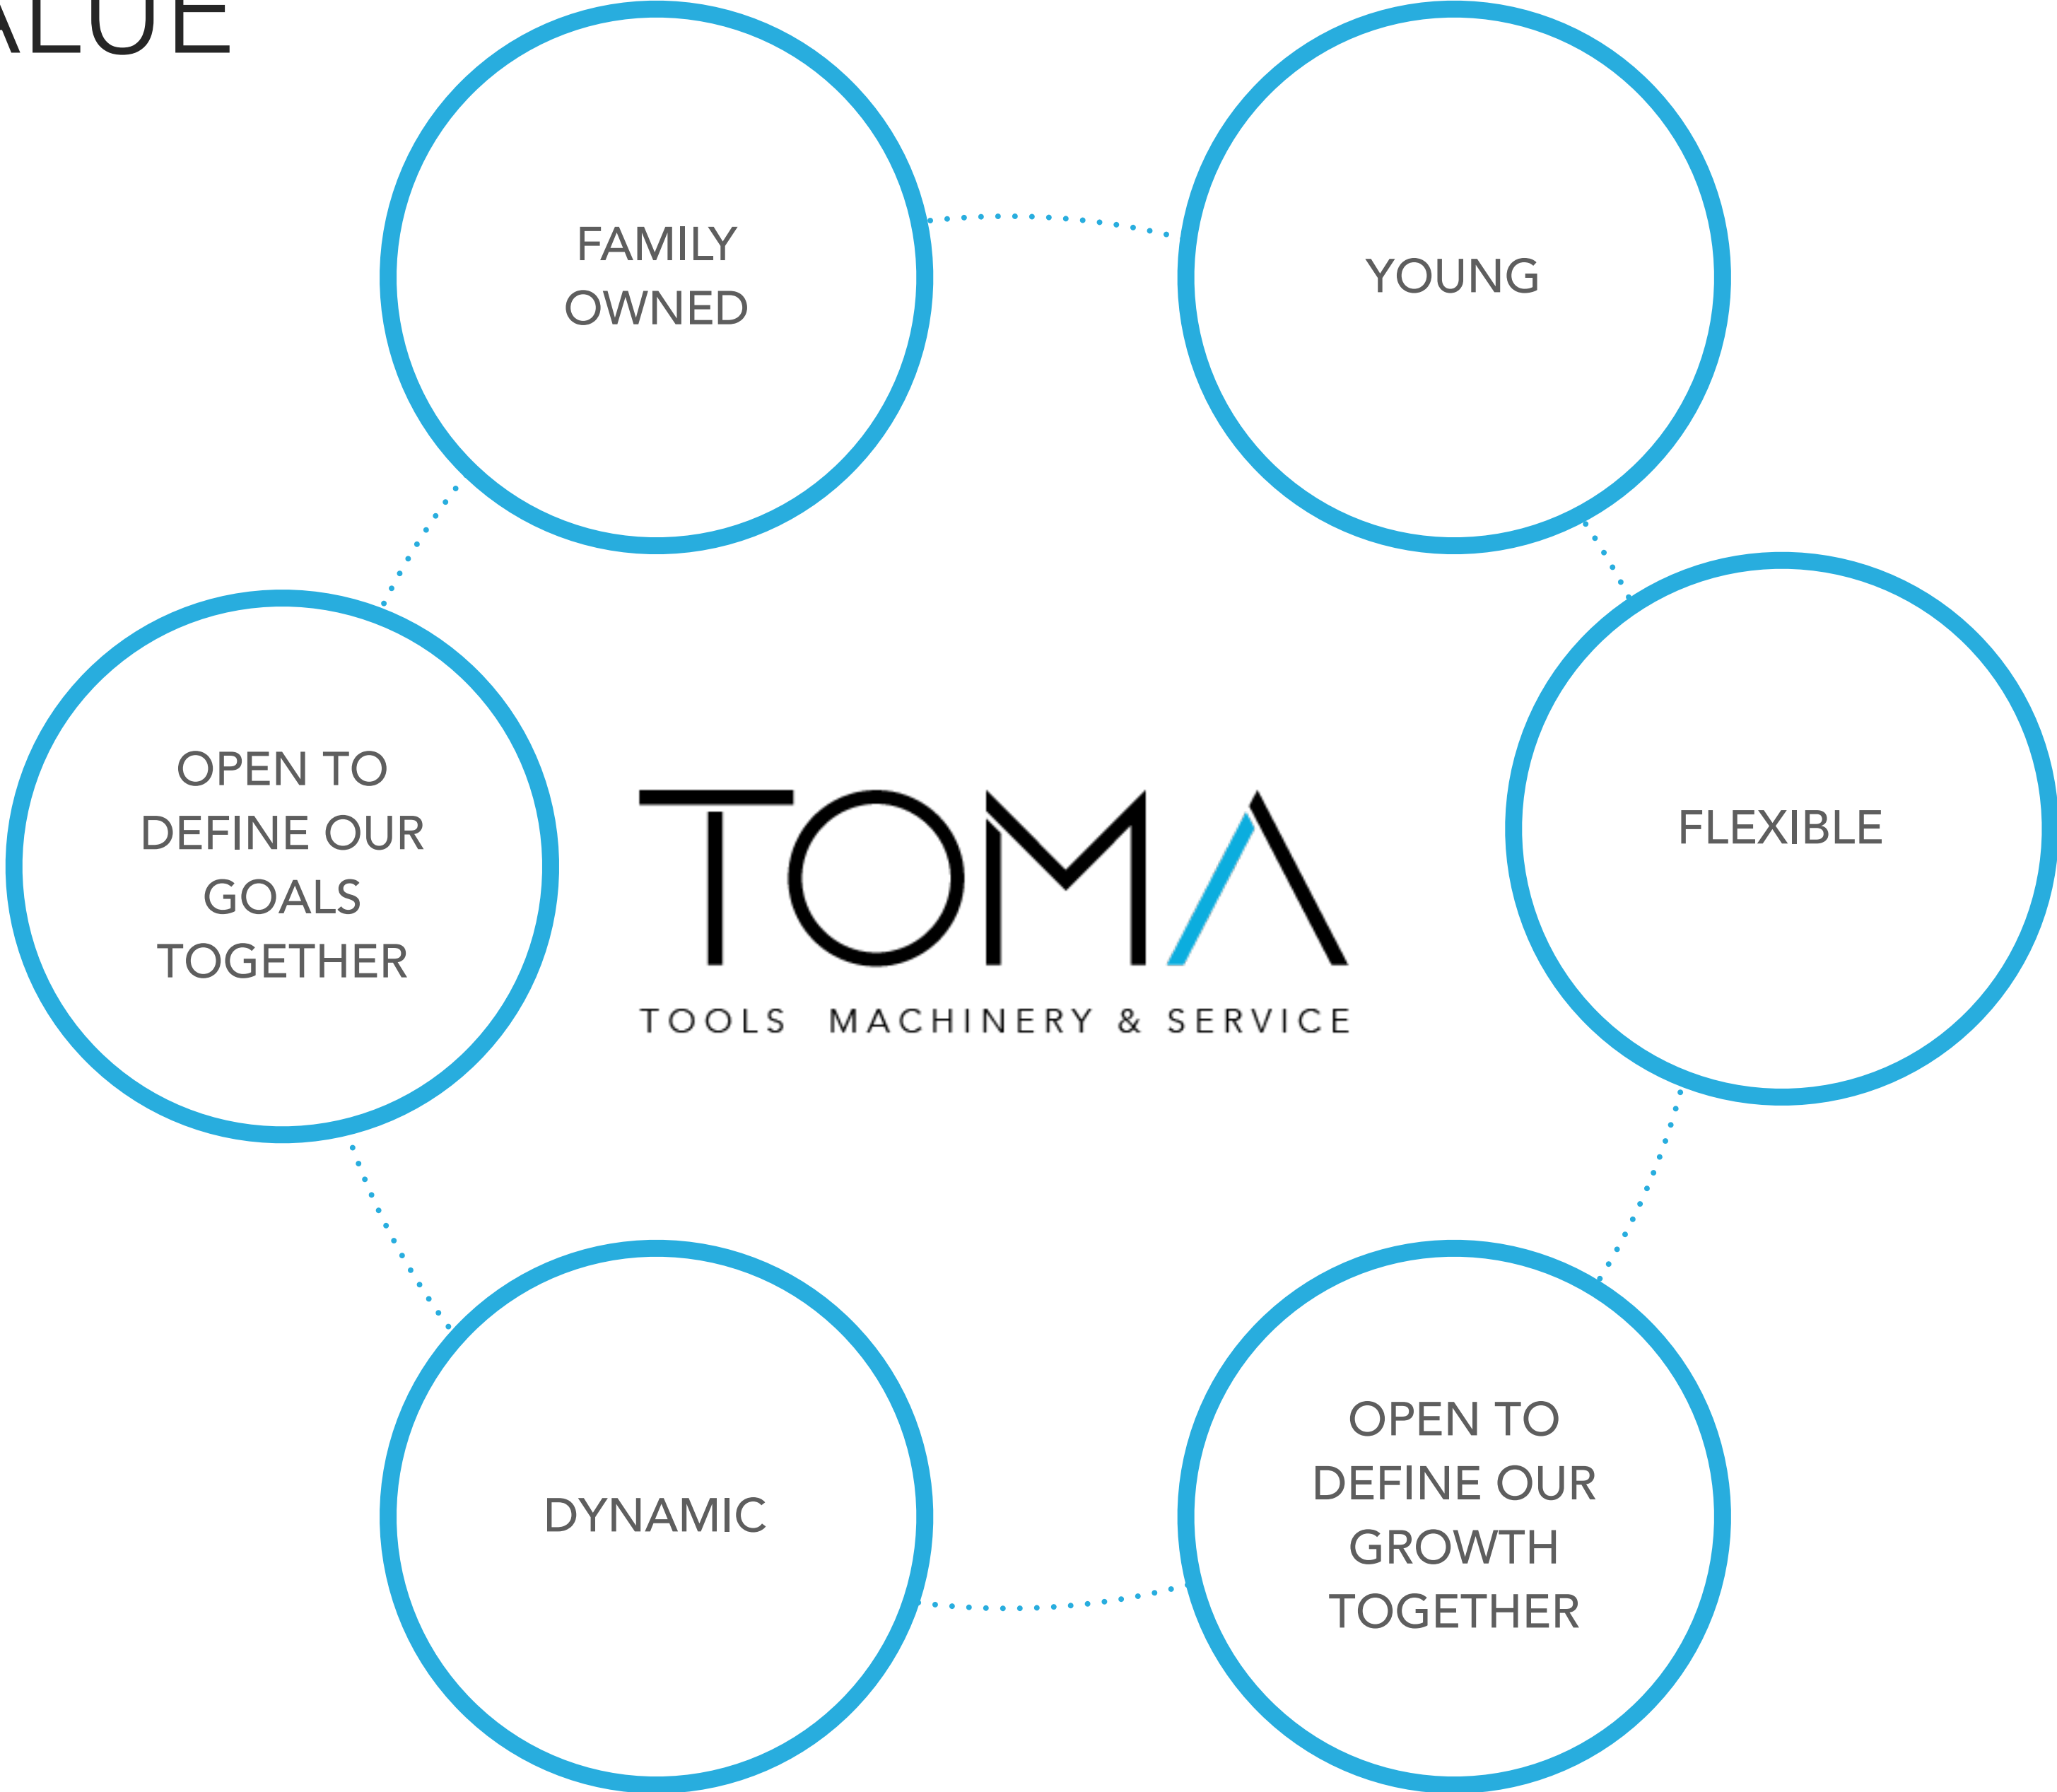 ALUE
FAMILY
OWNED
YOUNG
OPEN TO
DEFINE OUR
GOALS
TOGETHER
TOMA
TOOLS MACHINERY & SERVICE
FLEXIBLE
DYNAMIC
OPEN TO
DEFINE OUR
GROWTH
TOGETHER